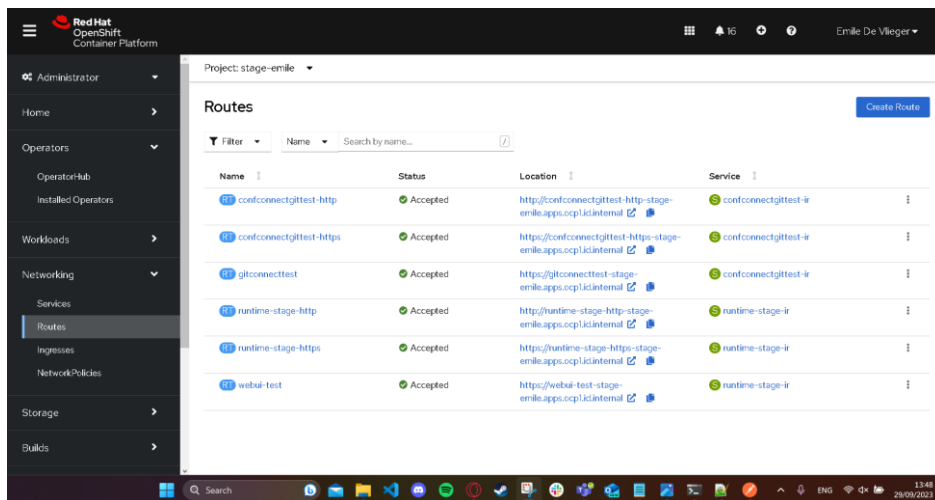 Red Hat
OpenShift
Container Platform
16
Emile De Vlieger
Administrator
Home
Operators
OperatorHub
Installed Operators
Workloads
Networking
Services
Routes
Ingresses
NetworkPolicies
Storage
Builds
Project: stage-emile
Routes
Create Route
Filter Name Search by name... /
Name Status Location Service
RT confconnectgittest-http Accepted http://confconnectgittest-http-stage- S confconnectgittest-ir
emile.apps.ocp1.id.internal
RT confconnectgittest-https Accepted https://confconnectgittest-https-stage- S confconnectgittest-ir
emile.apps.ocp1.id.internal
RT gitconnecttest Accepted https://gitconnecttest-stage- S confconnectgittest-ir
emile.apps.ocp1.id.internal
RT runtime-stage-http Accepted http://runtime-stage-http-stage- S runtime-stage-ir
emile.apps.ocp1.id.internal
RT runtime-stage-https Accepted https://runtime-stage-https-stage- S runtime-stage-ir
emile.apps.ocp1.id.internal
RT webui-test Accepted https://webui-test-stage- S runtime-stage-ir
emile.apps.ocp1.id.internal
Search
ENG
13:48
29/09/2023